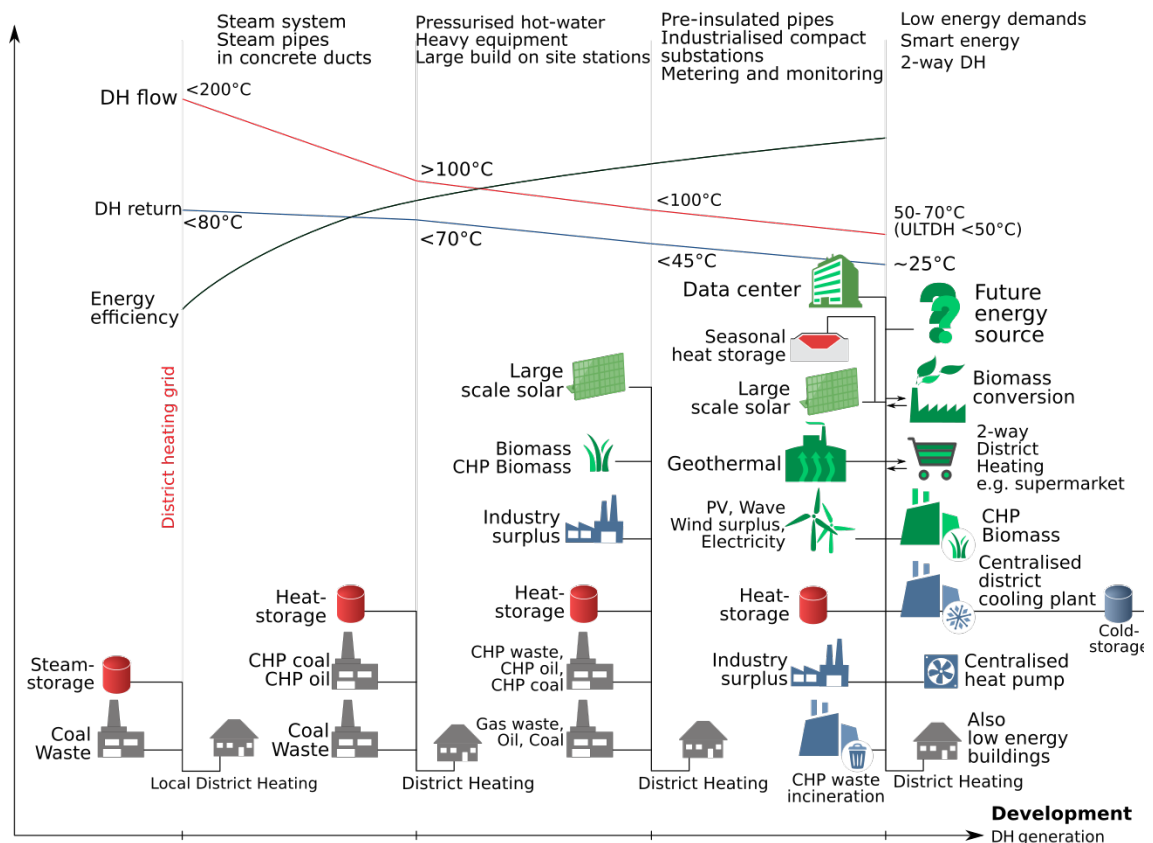 Steam system
Steam pipes
in concrete ducts
Pressurised hot-water
Heavy equipment
Large build on site stations
Pre-insulated pipes
Industrialised compact
substations
Metering and monitoring
Low energy demands
Smart energy
2-way DH
DH flow
<200°C
>100°C
<100°C
50-70°C
(ULTDH <50°C)
DH return
<80°C
<70°C
<45°C
~25°C
Energy
efficiency
District heating grid
Data center
Future
energy
source
Seasonal
heat storage
Large
scale solar
Large
scale solar
Biomass
conversion
Biomass
CHP Biomass
Geothermal
2-way
District
Heating
e.g. supermarket
Industry
surplus
PV, Wave
Wind surplus,
Electricity
CHP
Biomass
Heat-
storage
Heat-
storage
Heat-
storage
Centralised
district
cooling plant
Cold-
storage
Steam-
storage
CHP coal
CHP oil
CHP waste,
CHP oil,
CHP coal
Industry
surplus
Centralised
heat pump
Coal
Waste
Coal
Waste
Gas waste,
Oil, Coal
CHP waste
incineration
Also
low energy
buildings
Local District Heating
District Heating
District Heating
District Heating
Development
DH generation